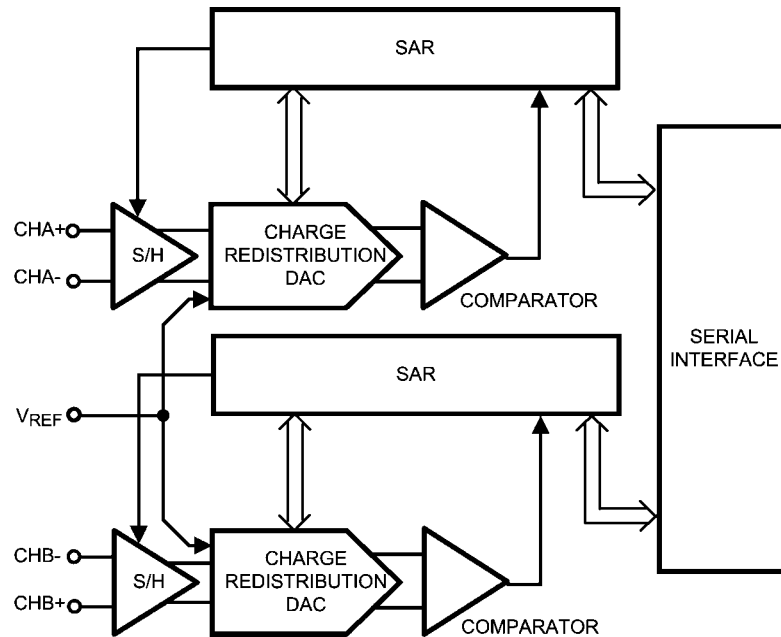 SAR
CHA+
CHA-
S/H
CHARGE
REDISTRIBUTION
DAC
COMPARATOR
SERIAL
INTERFACE
SAR
VREF
CHB-
CHB+
S/H
CHARGE
REDISTRIBUTION
DAC
COMPARATOR